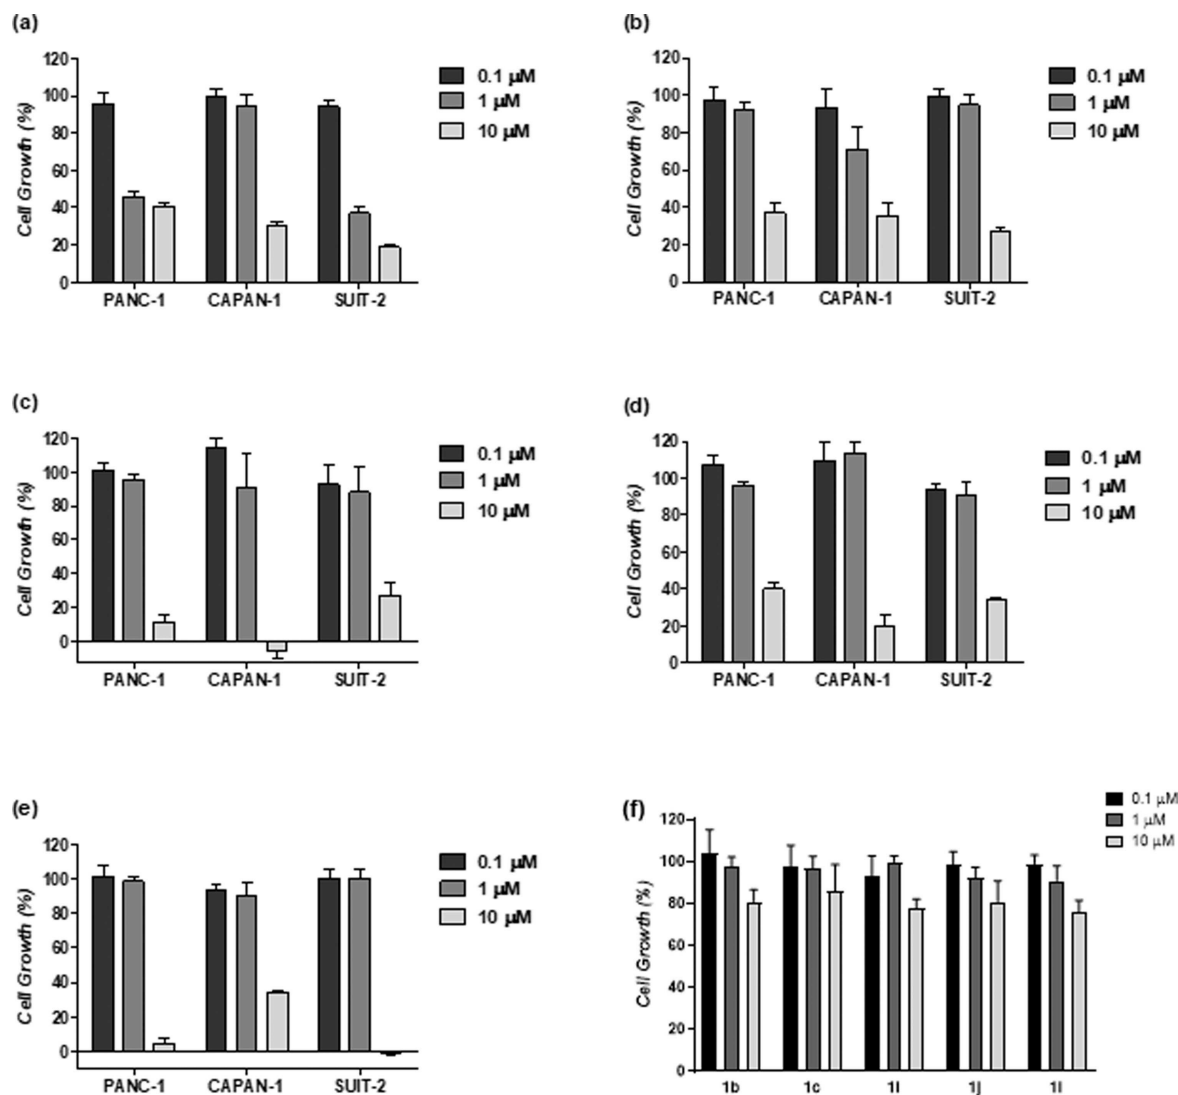 (a)
120
100
80
60
40
20
0
Cell Growth (%)
PANC-1 CAPAN-1 SUIT-2
0.1 µM
1 µM
10 µM
(b)
120
100
80
60
40
20
0
Cell Growth (%)
PANC-1 CAPAN-1 SUIT-2
0.1 µM
1 µM
10 µM
(c)
120
100
80
60
40
20
0
Cell Growth (%)
PANC-1 CAPAN-1 SUIT-2
0.1 µM
1 µM
10 µM
(d)
120
100
80
60
40
20
0
Cell Growth (%)
PANC-1 CAPAN-1 SUIT-2
0.1 µM
1 µM
10 µM
(e)
120
100
80
60
40
20
0
Cell Growth (%)
PANC-1 CAPAN-1 SUIT-2
0.1 µM
1 µM
10 µM
(f)
120
100
80
60
40
20
0
Cell Growth (%)
1b 1c 1i 1j 1l
0.1 µM
1 µM
10 µM